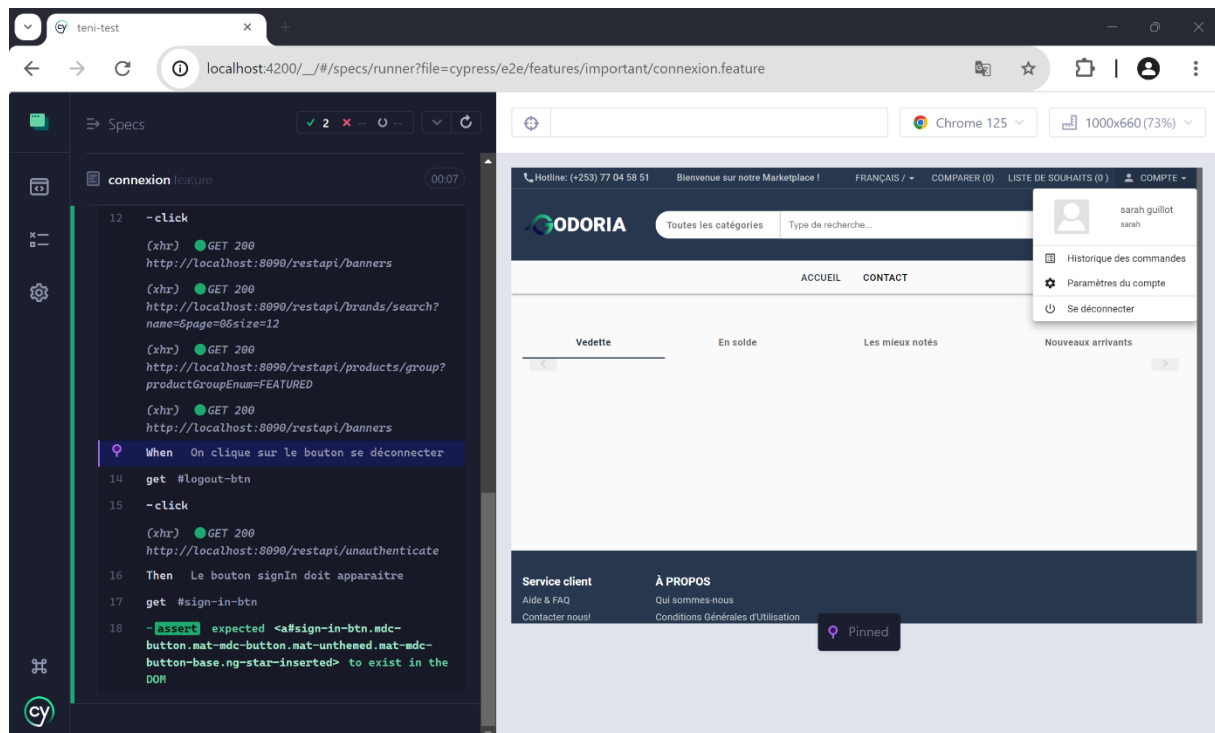 teni-test
localhost:4200/__/#/specs/runner?file=cypress/e2e/features/important/connexion.feature
Specs
2 -- --
Chrome 125
1000x660 (73%)
connexion feature
00:07
12 -click
(xhr) GET 200
http://localhost:8090/restapi/banners
(xhr) GET 200
http://localhost:8090/restapi/brands/search?
name=&page=0&size=12
(xhr) GET 200
http://localhost:8090/restapi/products/group?
productGroupEnum=FEATURED
(xhr) GET 200
http://localhost:8090/restapi/banners
When On clique sur le bouton se déconnecter
14 get #logout-btn
15 -click
(xhr) GET 200
http://localhost:8090/restapi/unauthenticate
16 Then Le bouton signIn doit apparaitre
17 get #sign-in-btn
18 -assert expected <a#sign-in-btn.mdc-
button.mat-mdc-button.mat-unthemed.mat-mdc-
button-base.ng-star-inserted> to exist in the
DOM
cy
Hotline: (+253) 77 04 58 51 Bienvenue sur notre Marketplace ! FRANÇAIS / COMPARER (0) LISTE DE SOUHAITS (0 ) COMPTE
GODORIA
Toutes les catégories Type de recherche...
sarah guillot
sarah
Historique des commandes
Paramètres du compte
Se déconnecter
ACCUEIL CONTACT
Vedette En solde Les mieux notés Nouveaux arrivants
Service client À PROPOS
Aide & FAQ Qui sommes-nous
Contacter nous! Conditions Générales d'Utilisation
Pinned